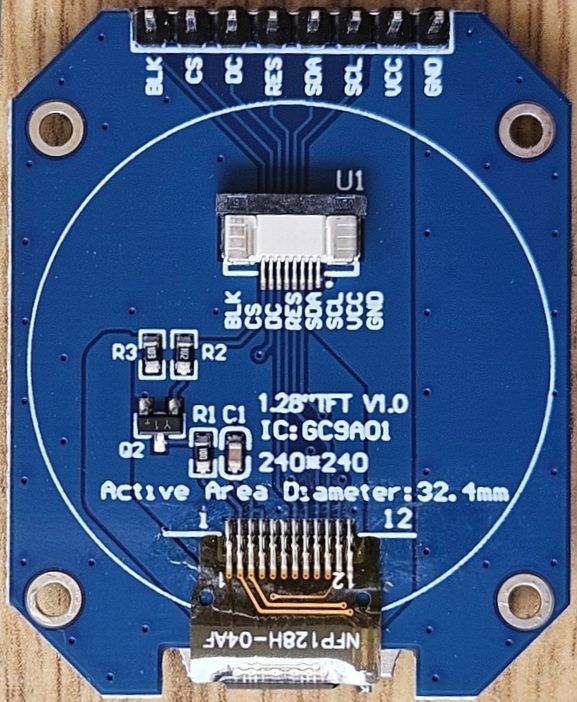 BLK CS DC RES SDA SCL VCC GND
U1
BLK CS DC RES SDA SCL VCC GND
R3 R2
Y1
Q2
R1 C1
1.28"TFT V1.0
IC:GC9A01
240*240
Active Area Diameter:32.4mm
1 12
1 12
NFP128H-04AF